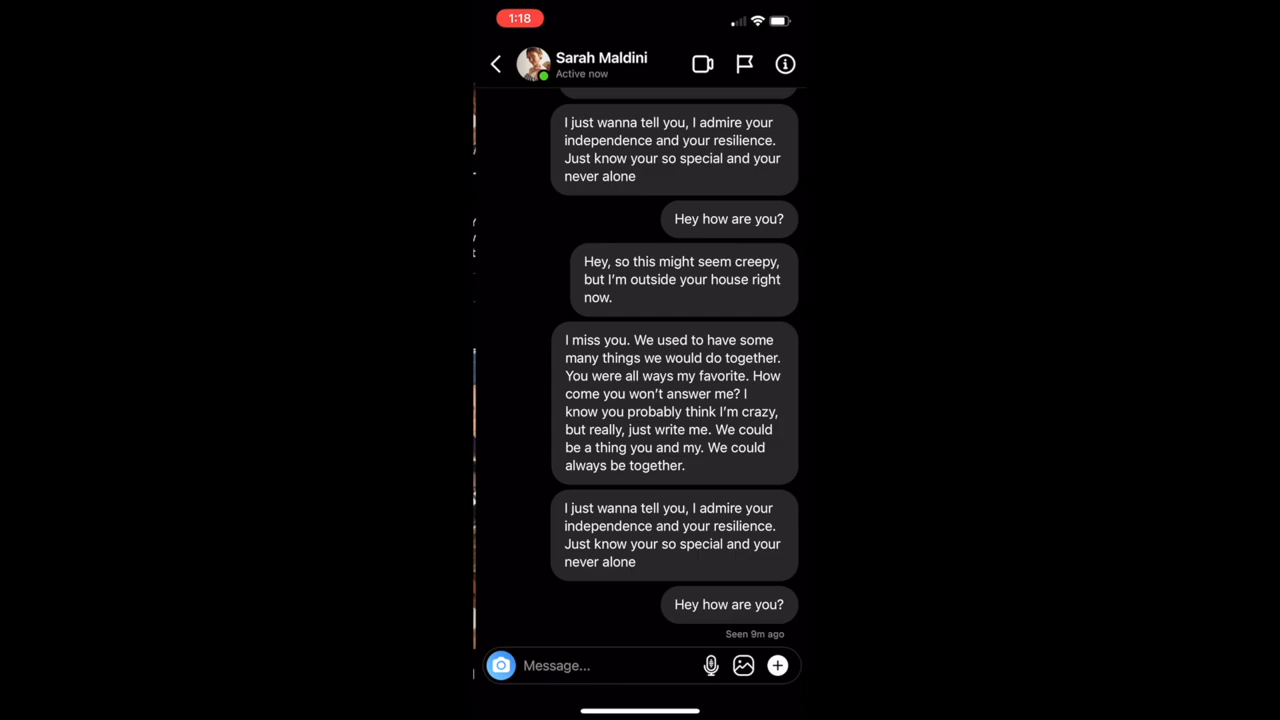 1:18
Sarah Maldini
Active now
I just wanna tell you, I admire your
independence and your resilience.
Just know your so special and your
never alone
Hey how are you?
Hey, so this might seem creepy,
but I'm outside your house right
now.
I miss you. We used to have some
many things we would do together.
You were all ways my favorite. How
come you won't answer me? I
know you probably think I'm crazy,
but really, just write me. We could
be a thing you and my. We could
always be together.
I just wanna tell you, I admire your
independence and your resilience.
Just know your so special and your
never alone
Hey how are you?
Seen 9m ago
Message...